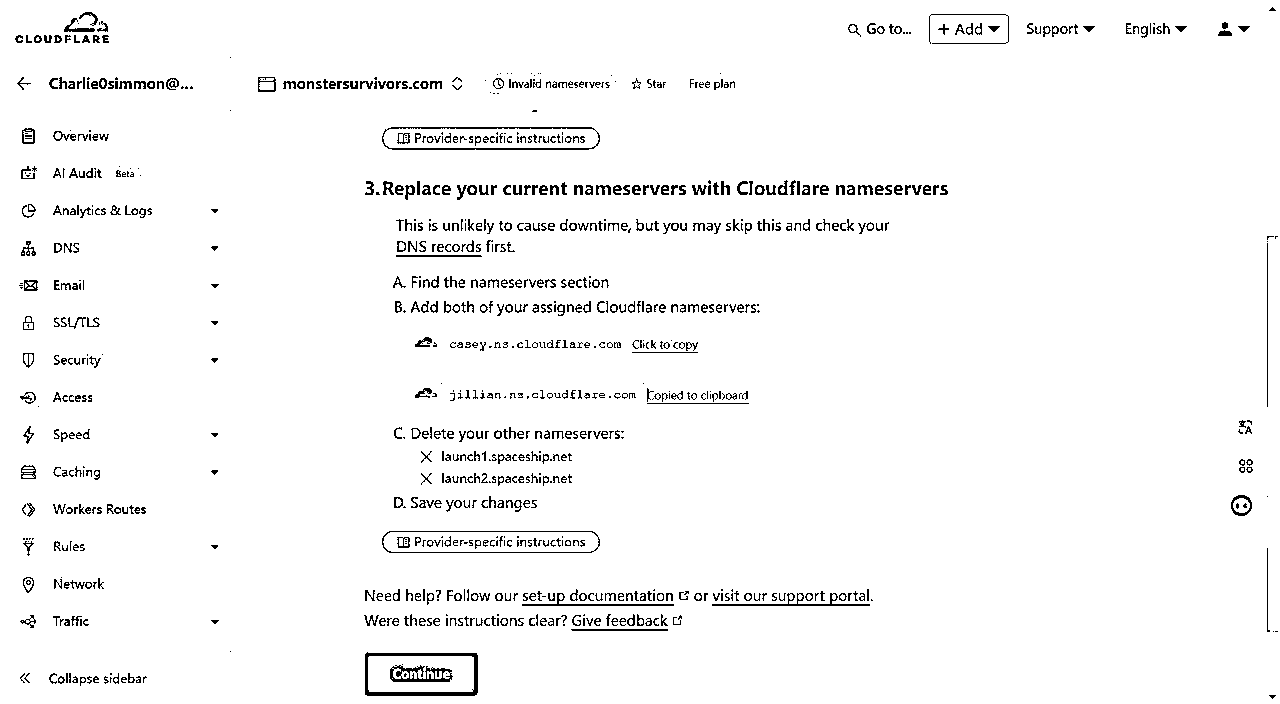 CLOUDFLARE
Go to...
+ Add
Support
English
Charlie0simmon@...
monstersurvivors.com
Invalid nameservers
Star
Free plan
Overview
AI Audit Beta
Analytics & Logs
DNS
Email
SSL/TLS
Security
Access
Speed
Caching
Workers Routes
Rules
Network
Traffic
Collapse sidebar
Provider-specific instructions
3. Replace your current nameservers with Cloudflare nameservers
This is unlikely to cause downtime, but you may skip this and check your
DNS records first.
A. Find the nameservers section
B. Add both of your assigned Cloudflare nameservers:
casey.ns.cloudflare.com Click to copy
jillian.ns.cloudflare.com Copied to clipboard
C. Delete your other nameservers:
launch1.spaceship.net
launch2.spaceship.net
D. Save your changes
Provider-specific instructions
Need help? Follow our set-up documentation or visit our support portal.
Were these instructions clear? Give feedback
Continue